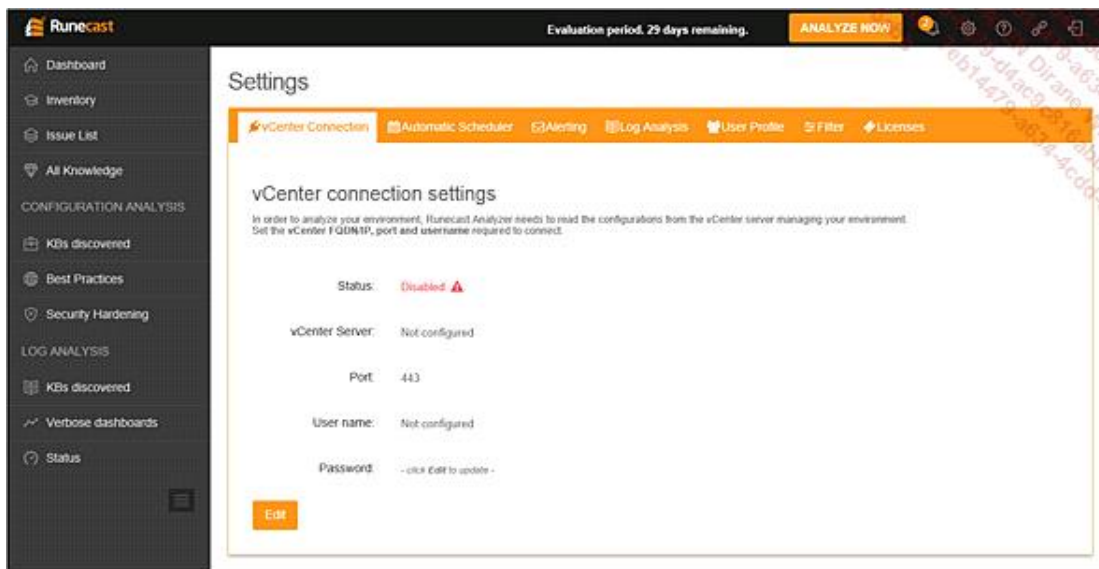 Runecast
Evaluation period. 29 days remaining.
ANALYZE NOW
2
Dashboard
Inventory
Issue List
All Knowledge
CONFIGURATION ANALYSIS
KBs discovered
Best Practices
Security Hardening
LOG ANALYSIS
KBs discovered
Verbose dashboards
Status
Settings
vCenter Connection Automatic Scheduler Alerting Log Analysis User Profile Filter Licenses
vCenter connection settings
In order to analyze your environment, Runecast Analyzer needs to read the configurations from the vCenter server managing your environment.
Set the vCenter FQDN/IP, port and username required to connect.
Status: Disabled
vCenter Server: Not configured
Port: 443
User name: Not configured
Password: - click Edit to update -
Edit